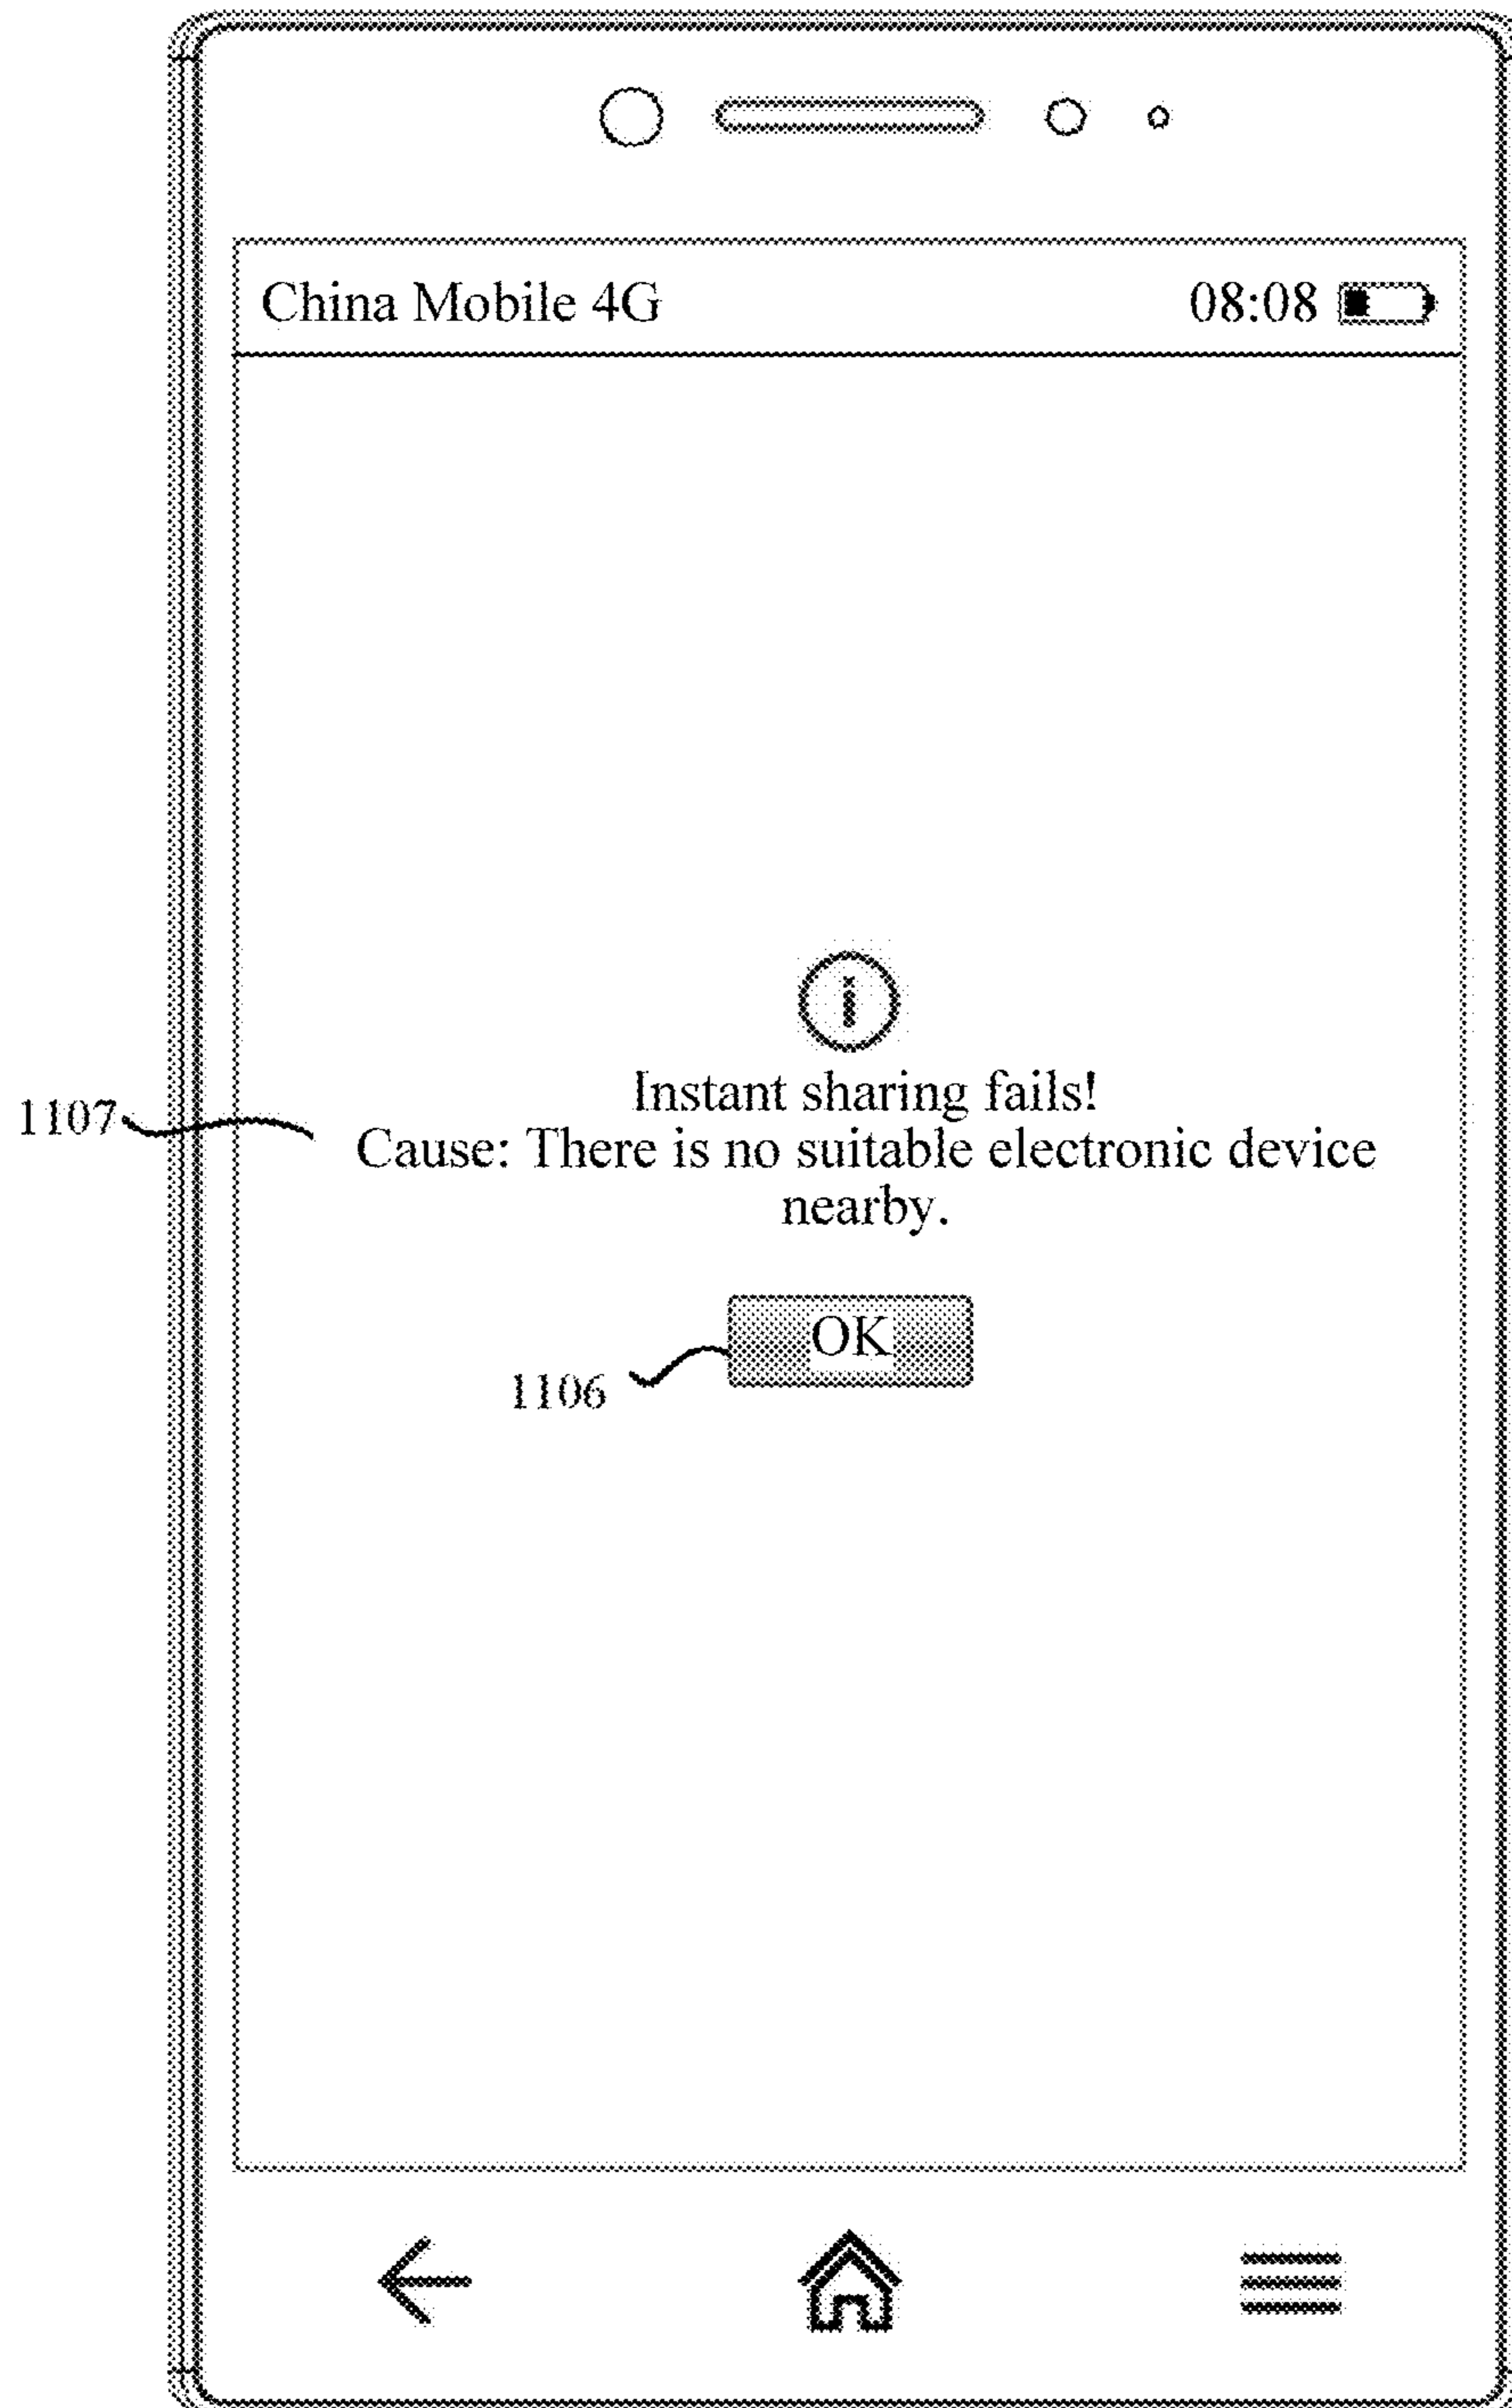 China Mobile 4G 08:08
i
Instant sharing fails!
1107
Cause: There is no suitable electronic device
nearby.
OK
1106